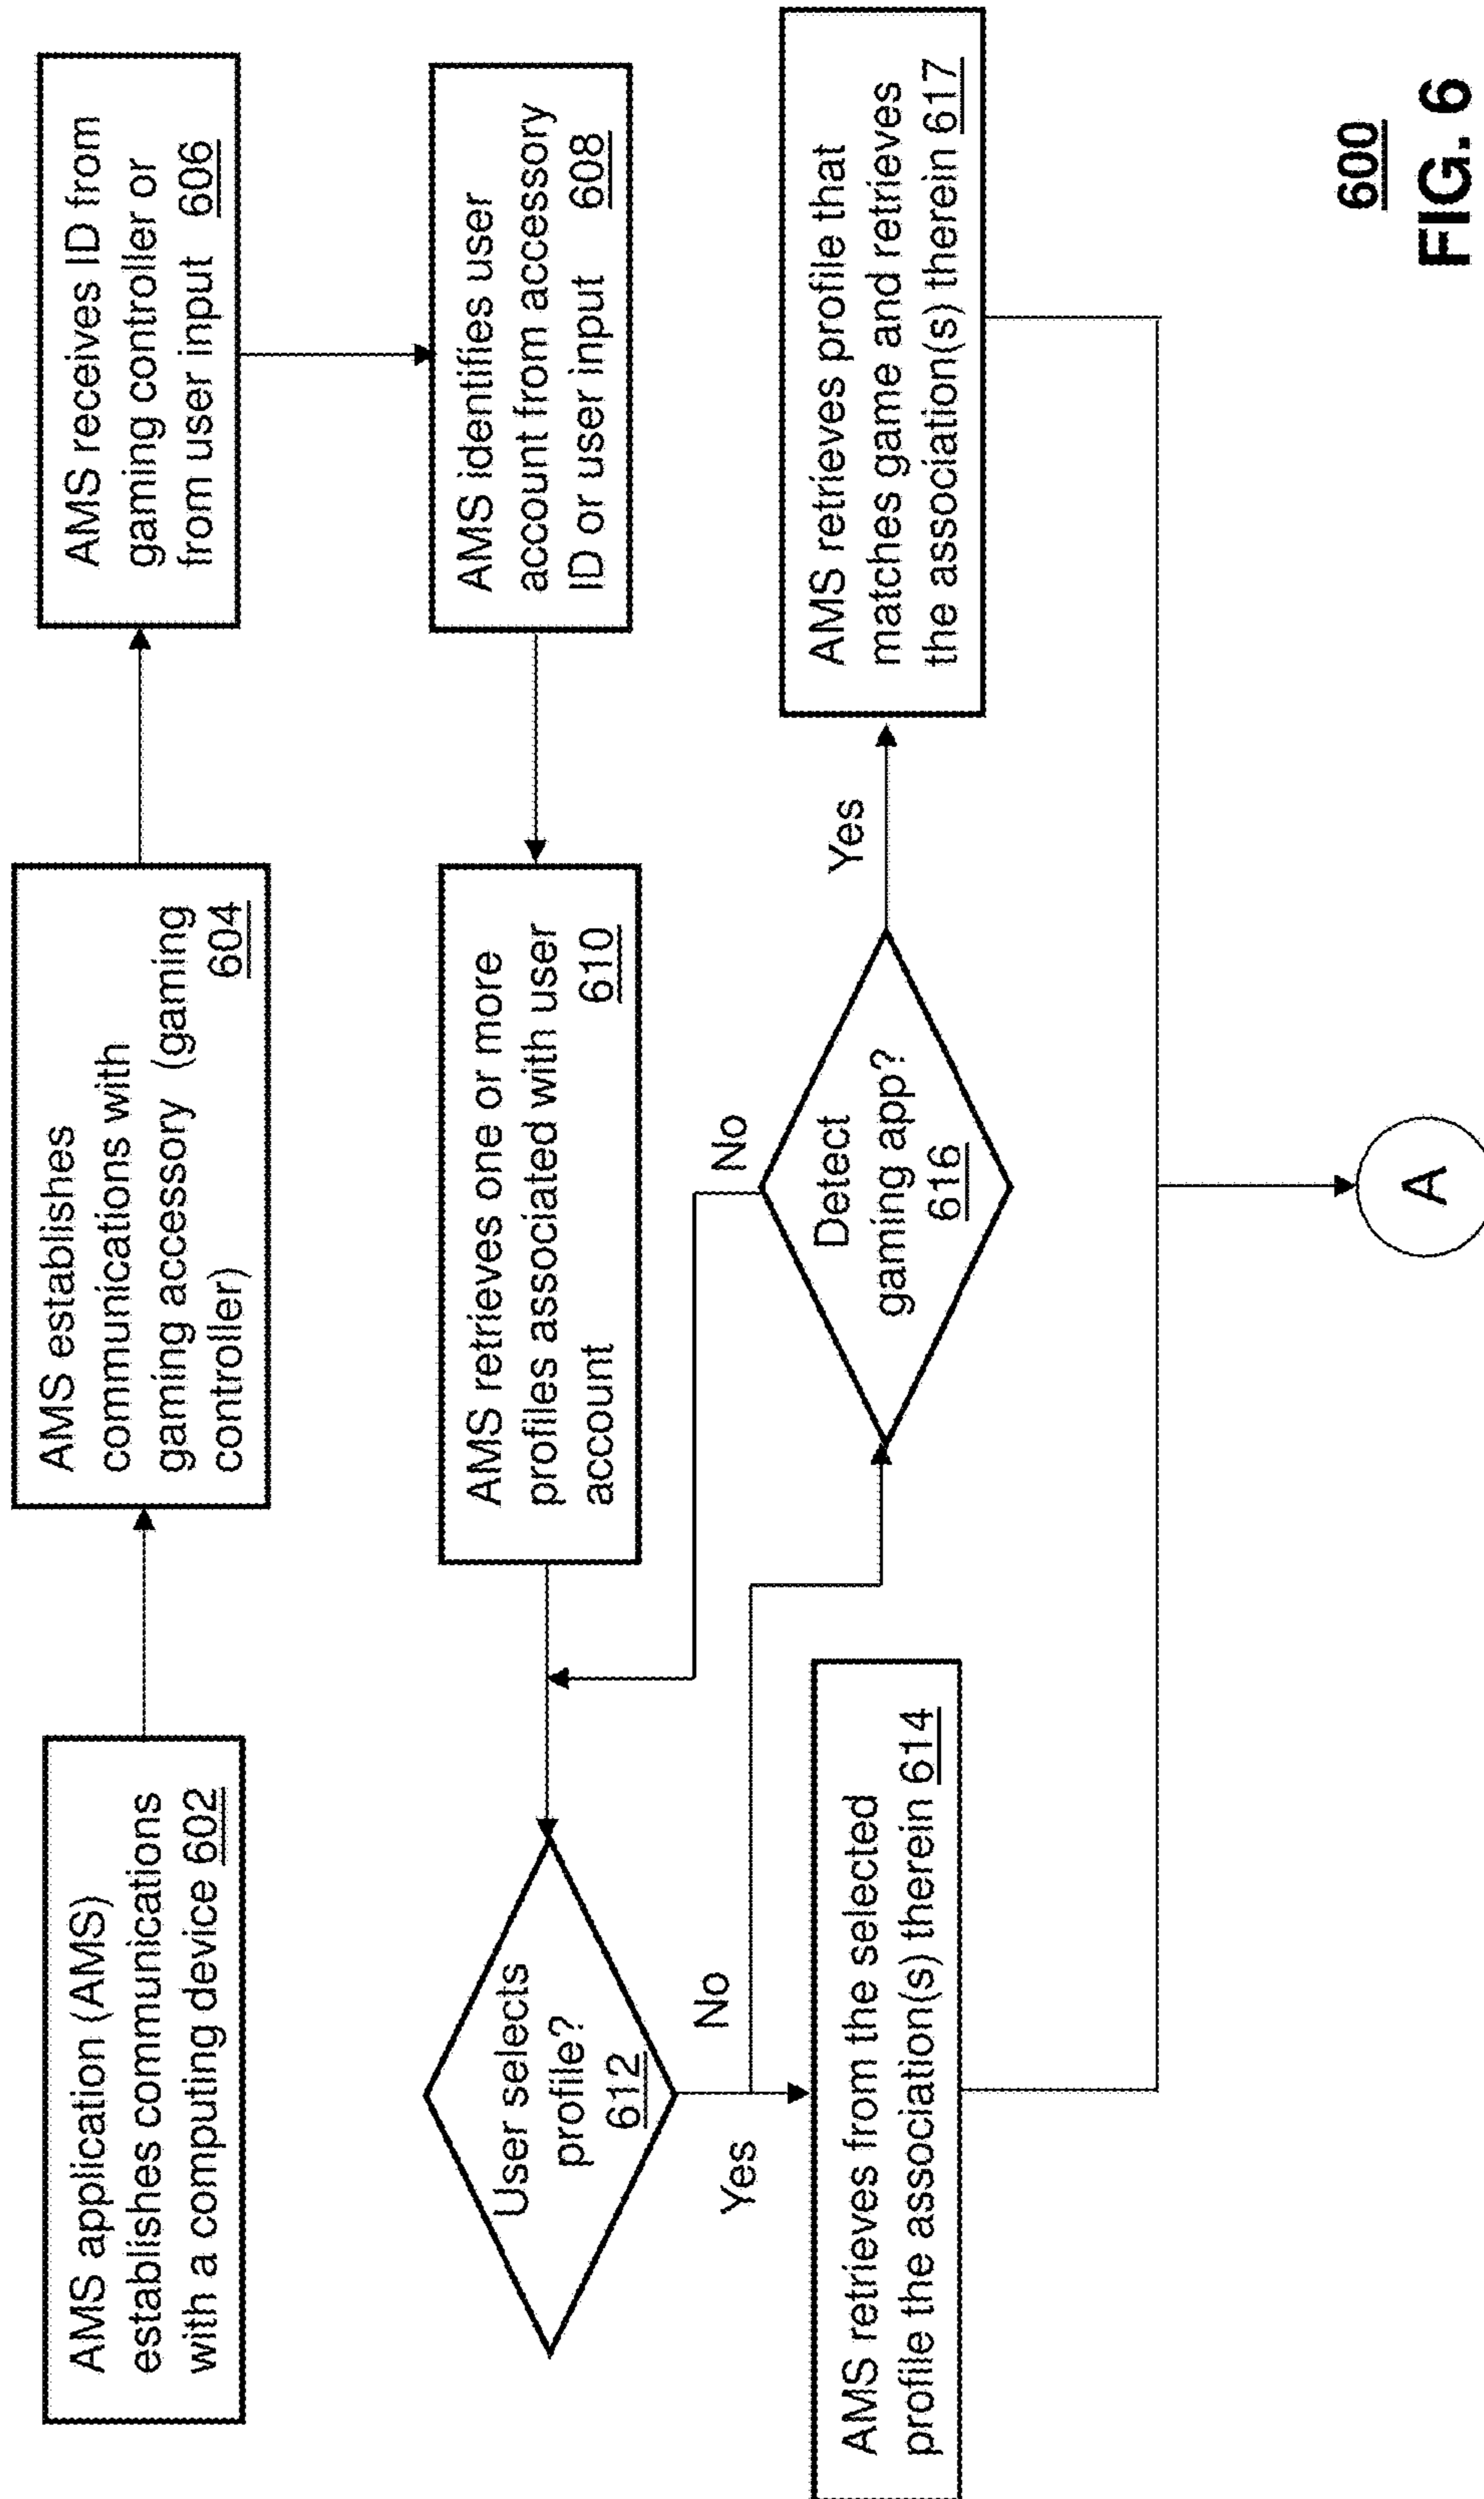 AMS application (AMS)
establishes communications
with a computing device 602
AMS establishes
communications with
gaming accessory (gaming
controller) 604
AMS receives ID from
gaming controller or
from user input 606
AMS identifies user
account from accessory
ID or user input 608
AMS retrieves one or more
profiles associated with user
account 610
User selects
profile?
612
No
Yes
AMS retrieves from the selected
profile the association(s) therein 614
No
Detect
gaming app?
616
Yes
AMS retrieves profile that
matches game and retrieves
the association(s) therein 617
A
600
FIG. 6